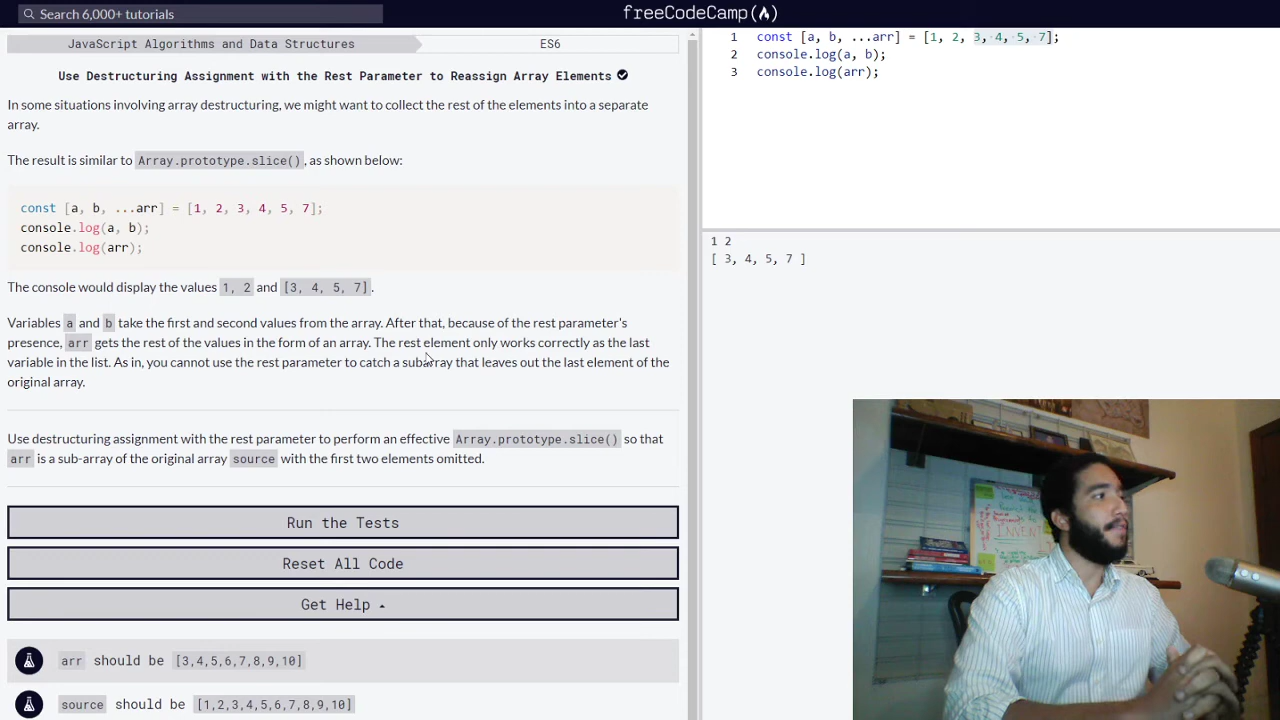 Search 6,000+ tutorials
freeCodeCamp
JavaScript Algorithms and Data Structures
ES6
Use Destructuring Assignment with the Rest Parameter to Reassign Array Elements
In some situations involving array destructuring, we might want to collect the rest of the elements into a separate
array.
The result is similar to Array.prototype.slice(), as shown below:
const [a, b, ...arr] = [1, 2, 3, 4, 5, 7];
console.log(a, b);
console.log(arr);
The console would display the values 1, 2 and [3, 4, 5, 7].
Variables a and b take the first and second values from the array. After that, because of the rest parameter's
presence, arr gets the rest of the values in the form of an array. The rest element only works correctly as the last
variable in the list. As in, you cannot use the rest parameter to catch a subarray that leaves out the last element of the
original array.
Use destructuring assignment with the rest parameter to perform an effective Array.prototype.slice() so that
arr is a sub-array of the original array source with the first two elements omitted.
Run the Tests
Reset All Code
Get Help
arr should be [3,4,5,6,7,8,9,10]
source should be [1,2,3,4,5,6,7,8,9,10]
1 const [a, b, ...arr] = [1, 2, 3, 4, 5, 7];
2 console.log(a, b);
3 console.log(arr);
1 2
[ 3, 4, 5, 7 ]
INVENT